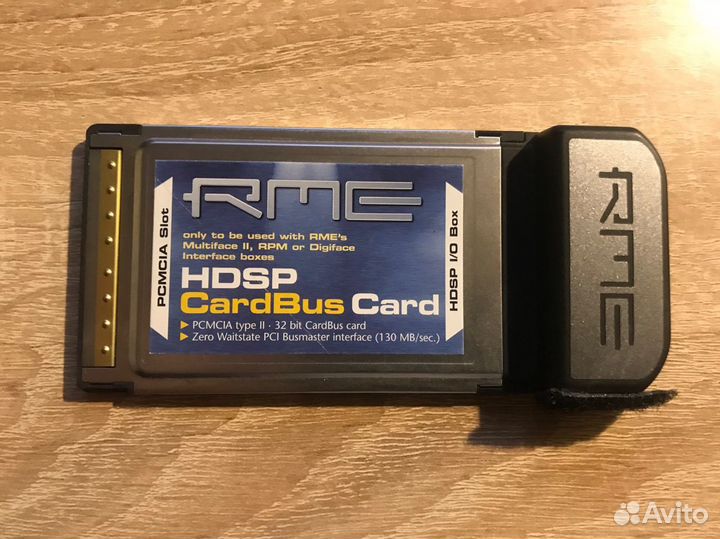 RME
only to be used with RME's
Multiface II, RPM or Digiface
Interface boxes
HDSP
CardBus Card
▶ PCMCIA type II · 32 bit CardBus card
▶ Zero Waitstate PCI Busmaster interface (130 MB/sec.)
PCMCIA Slot
HDSP I/O Box
RME
Avito